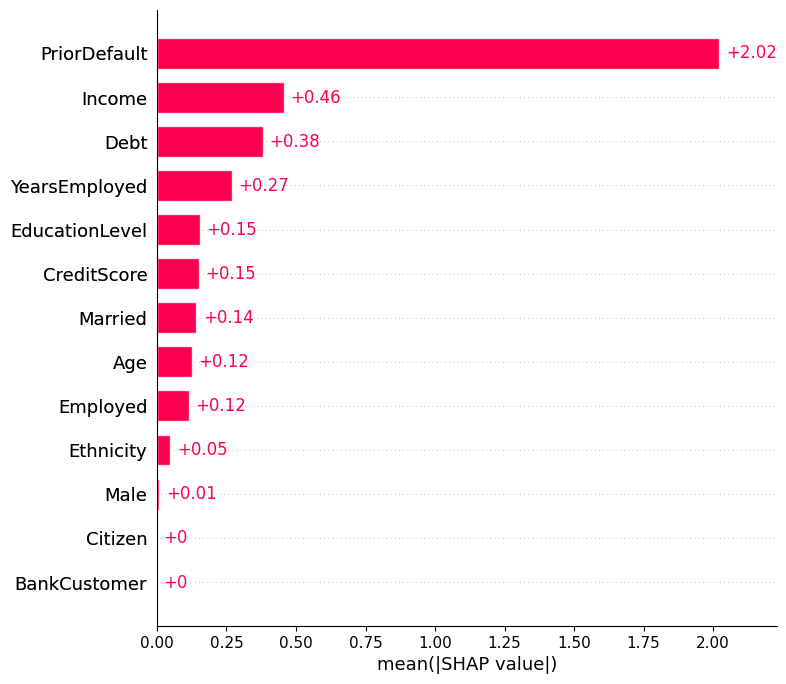 PriorDefault +2.02
Income +0.46
Debt +0.38
YearsEmployed +0.27
EducationLevel +0.15
CreditScore +0.15
Married +0.14
Age +0.12
Employed +0.12
Ethnicity +0.05
Male +0.01
Citizen +0
BankCustomer +0
0.00 0.25 0.50 0.75 1.00 1.25 1.50 1.75 2.00
mean(|SHAP value|)